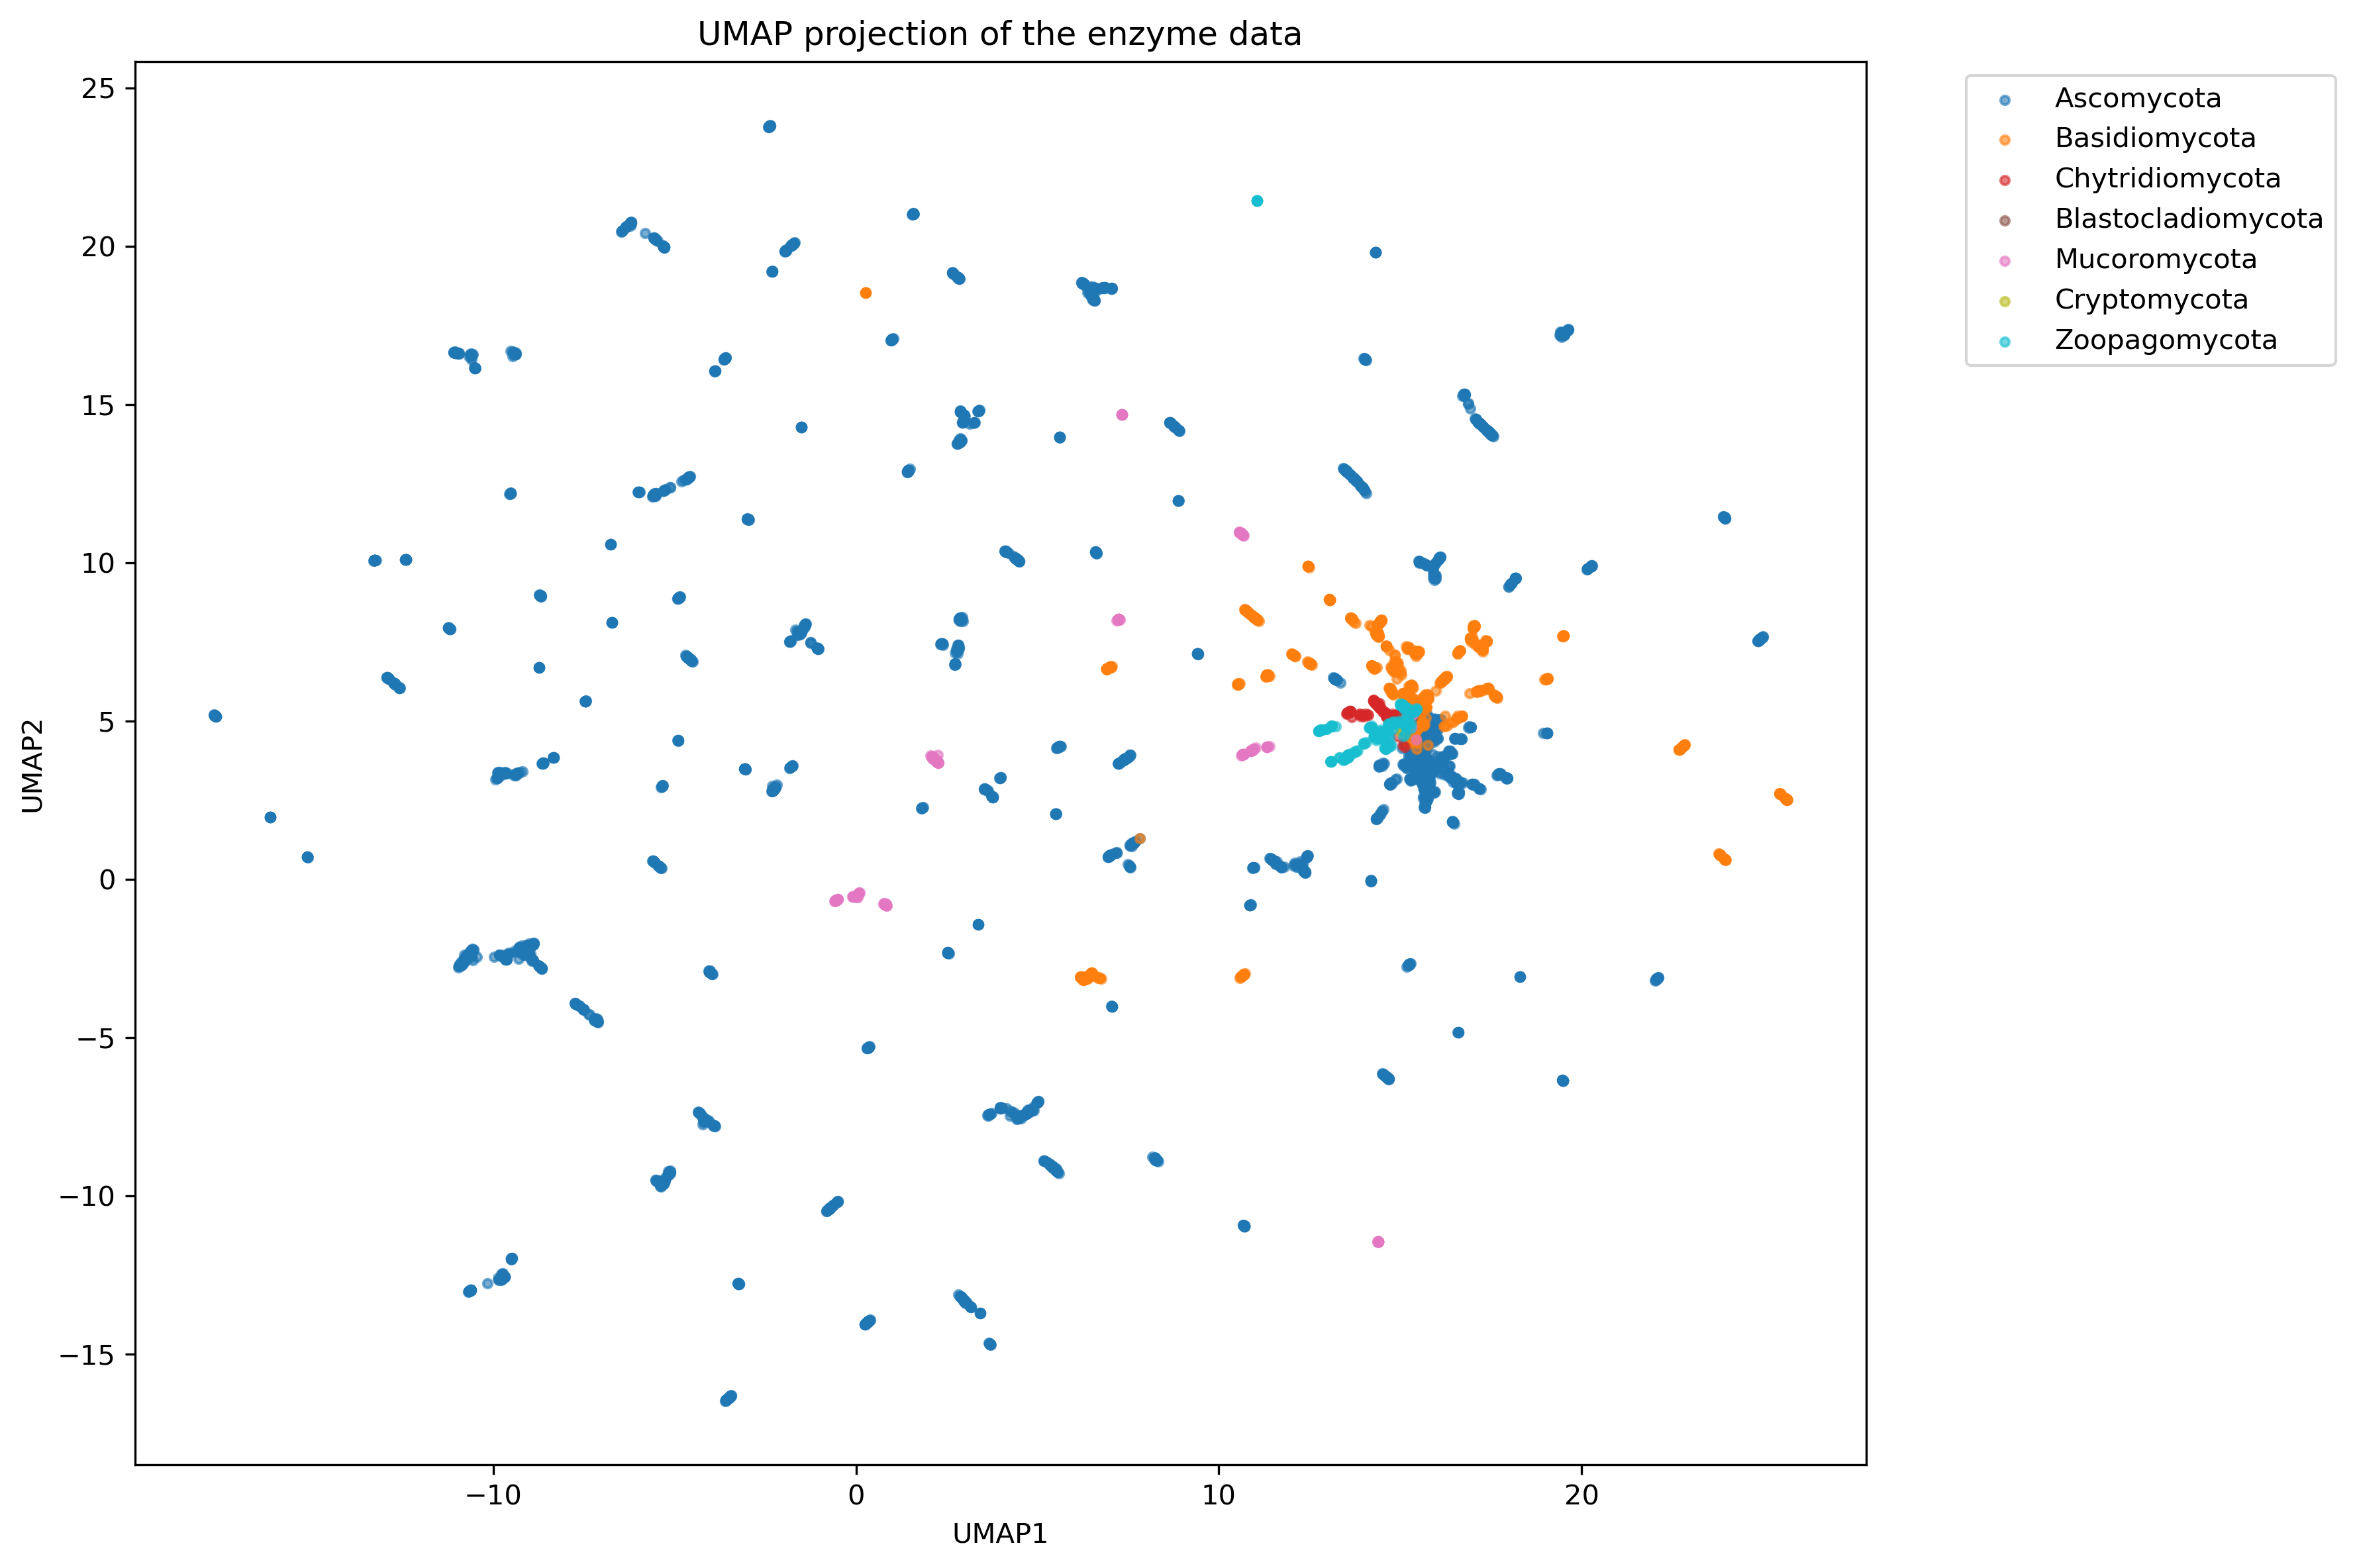 UMAP projection of the enzyme data
25
20
15
10
5
0
−5
−10
−15
UMAP2
−10
0
10
20
UMAP1
Ascomycota
Basidiomycota
Chytridiomycota
Blastocladiomycota
Mucoromycota
Cryptomycota
Zoopagomycota